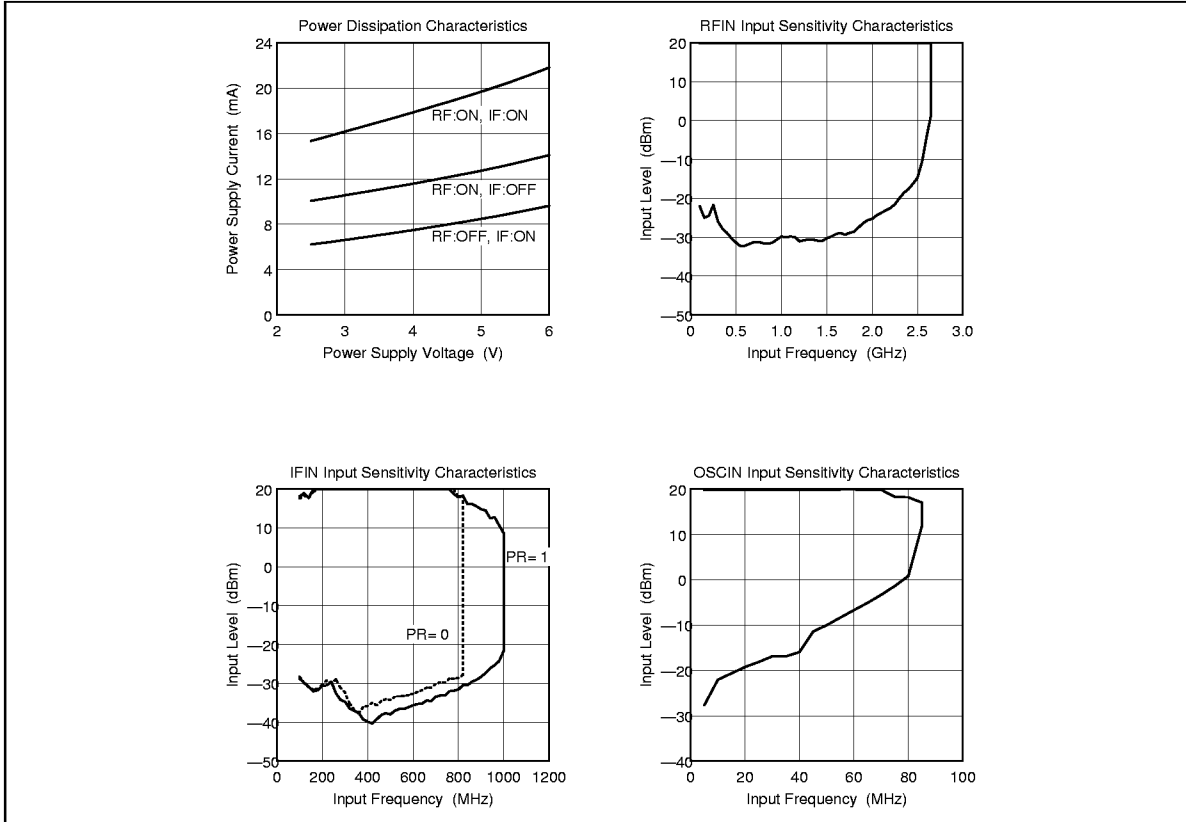 Power Dissipation Characteristics
24
20
16
12
8
4
0
2 3 4 5 6
Power Supply Current (mA)
Power Supply Voltage (V)
RF:ON, IF:ON
RF:ON, IF:OFF
RF:OFF, IF:ON
RFIN Input Sensitivity Characteristics
20
10
0
—10
—20
—30
—40
—50
0 0.5 1.0 1.5 2.0 2.5 3.0
Input Level (dBm)
Input Frequency (GHz)
IFIN Input Sensitivity Characteristics
20
10
0
—10
—20
—30
—40
—50
0 200 400 600 800 1000 1200
Input Level (dBm)
Input Frequency (MHz)
PR= 1
PR= 0
OSCIN Input Sensitivity Characteristics
20
10
0
—10
—20
—30
—40
0 20 40 60 80 100
Input Level (dBm)
Input Frequency (MHz)